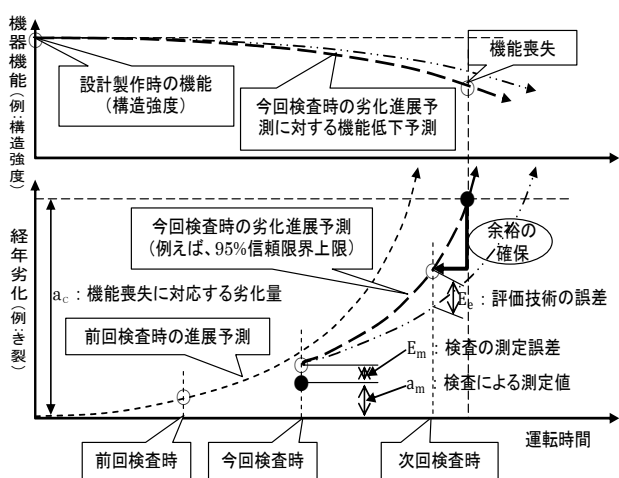 機器機能(例:構造強度)
機能喪失
設計製作時の機能
(構造強度)
今回検査時の劣化進展予
測に対する機能低下予測
経年劣化(例:き裂)
今回検査時の劣化進展予測
(例えば、95%信頼限界上限)
余裕の
確保
ac：機能喪失に対応する劣化量
Ee：評価技術の誤差
前回検査時の進展予測
Em：検査の測定誤差
am：検査による測定値
運転時間
前回検査時
今回検査時
次回検査時